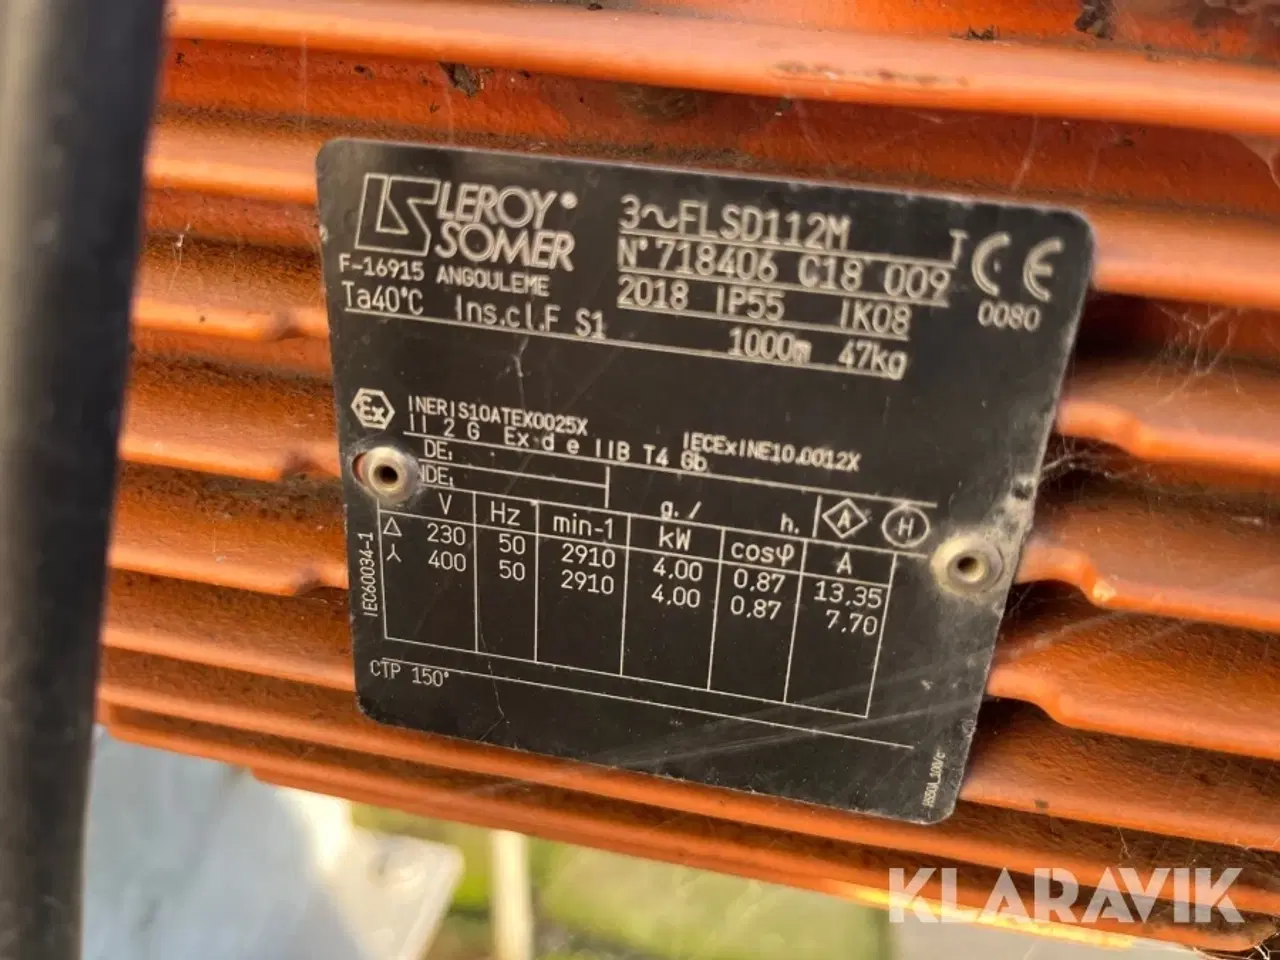 LS LEROY® SOMER
F-16915 ANGOULEME
Ta40°C Ins.cl.F S1
3~FLSD112M T
N°718406 C18 009
2018 IP55 IK08
1000m 47kg
CE
0080
Ex INERIS10ATEX0025X IECExINE10.0012X
II 2 G Ex d e IIB T4 Gb
DE:
NDE:
g./ h. A H
V Hz min-1 kW cosφ A
△ 230 50 2910 4.00 0.87 13.35
⅄ 400 50 2910 4.00 0.87 7.70
IEC60034-1
CTP 150°
KLARAVIK